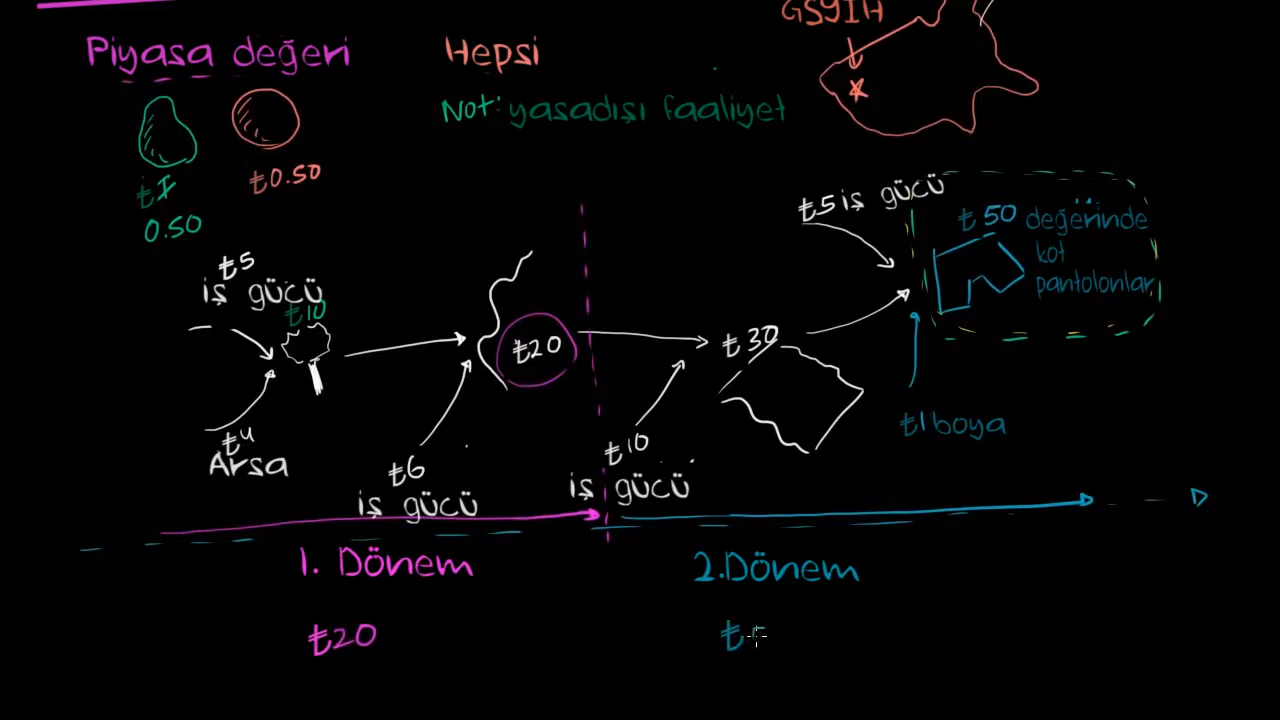 GSYİH
Piyasa değeri
Hepsi
Not: yasadışı faaliyet
₺1
₺0.50
0.50
₺5 iş gücü
₺50 değerinde
kot
pantolonlar
₺5
iş gücü
₺10
₺20
₺30
₺4
Arsa
₺6
iş gücü
₺10
iş gücü
₺1 boya
1. Dönem
2.Dönem
₺20
₺